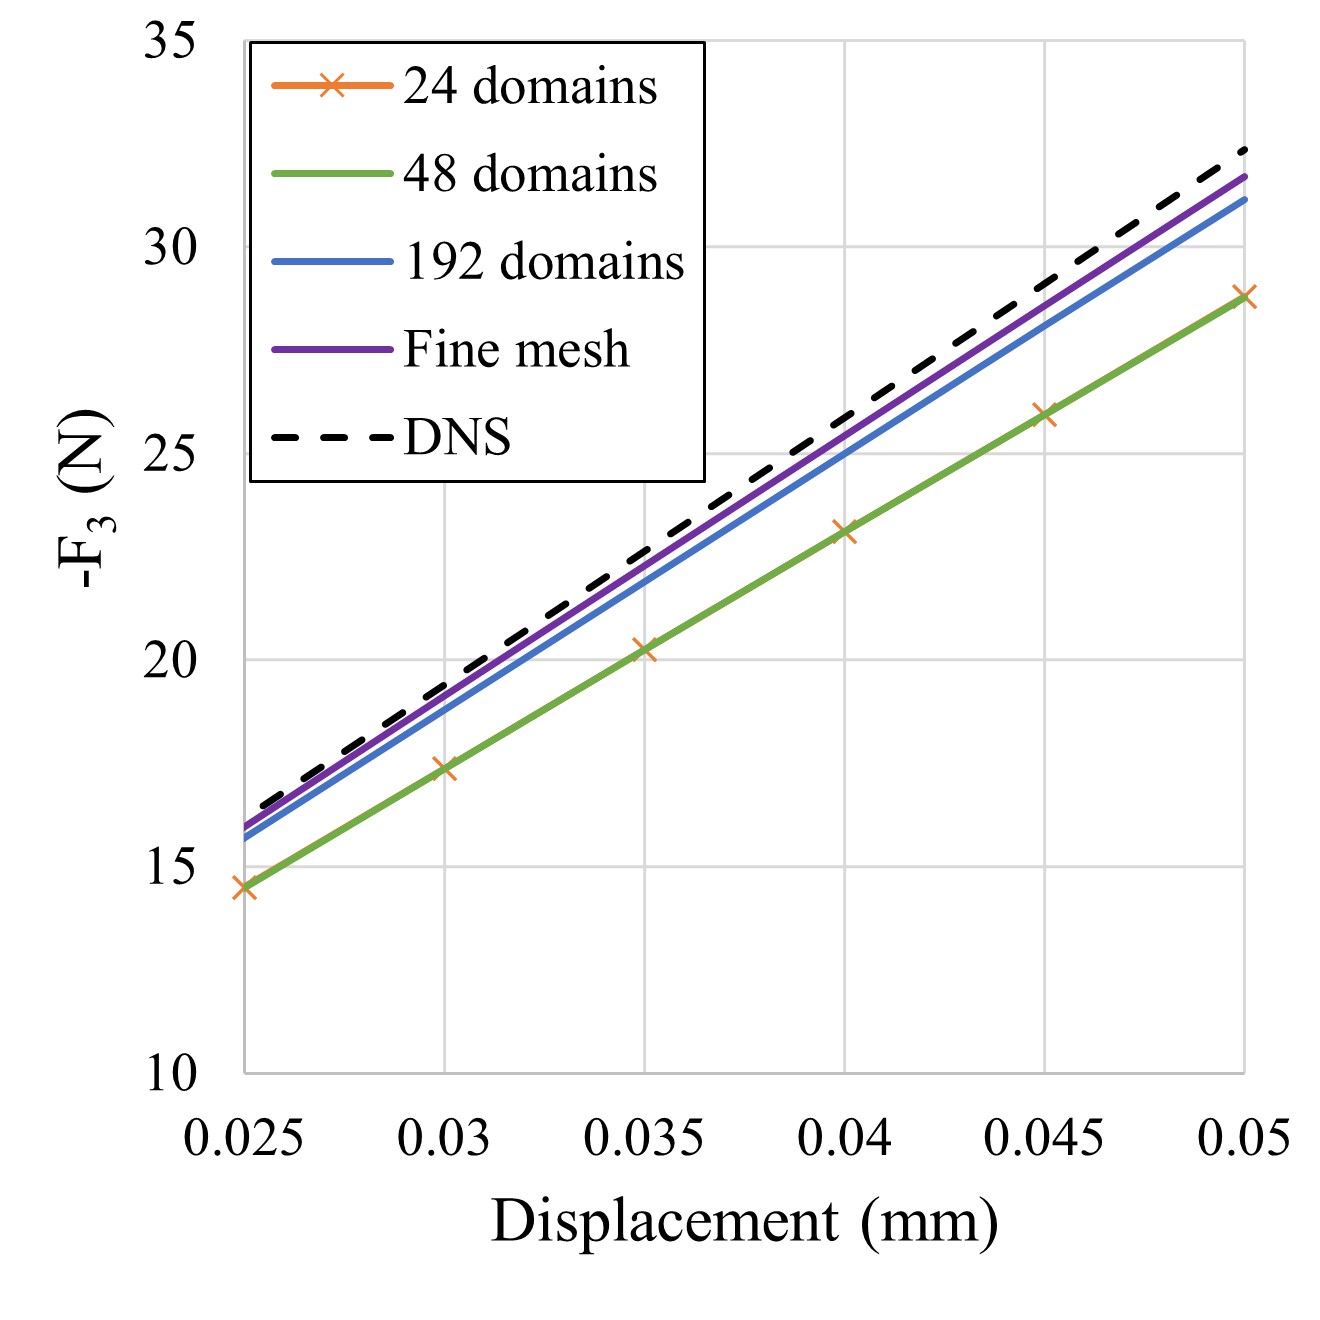 35
30
25
20
15
10
-F3 (N)
24 domains
48 domains
192 domains
Fine mesh
DNS
0.025 0.03 0.035 0.04 0.045 0.05
Displacement (mm)